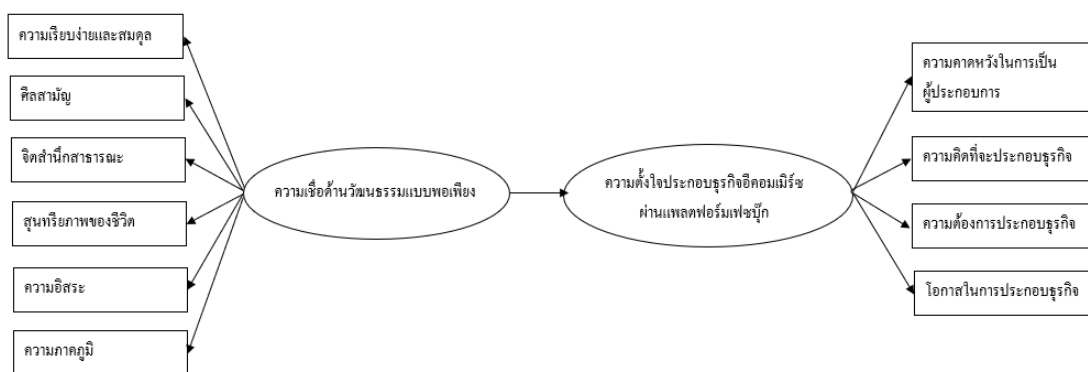 ความเรียบง่ายและสมดุล
ศีลสามัญ
จิตสำนึกสาธารณะ
สุนทรียภาพของชีวิต
ความอิสระ
ความภาคภูมิ
ความเชื่อด้านวัฒนธรรมแบบพอเพียง
ความตั้งใจประกอบธุรกิจอีคอมเมิร์ซ
ผ่านแพลตฟอร์มเฟซบุ๊ก
ความคาดหวังในการเป็น
ผู้ประกอบการ
ความคิดที่จะประกอบธุรกิจ
ความต้องการประกอบธุรกิจ
โอกาสในการประกอบธุรกิจ